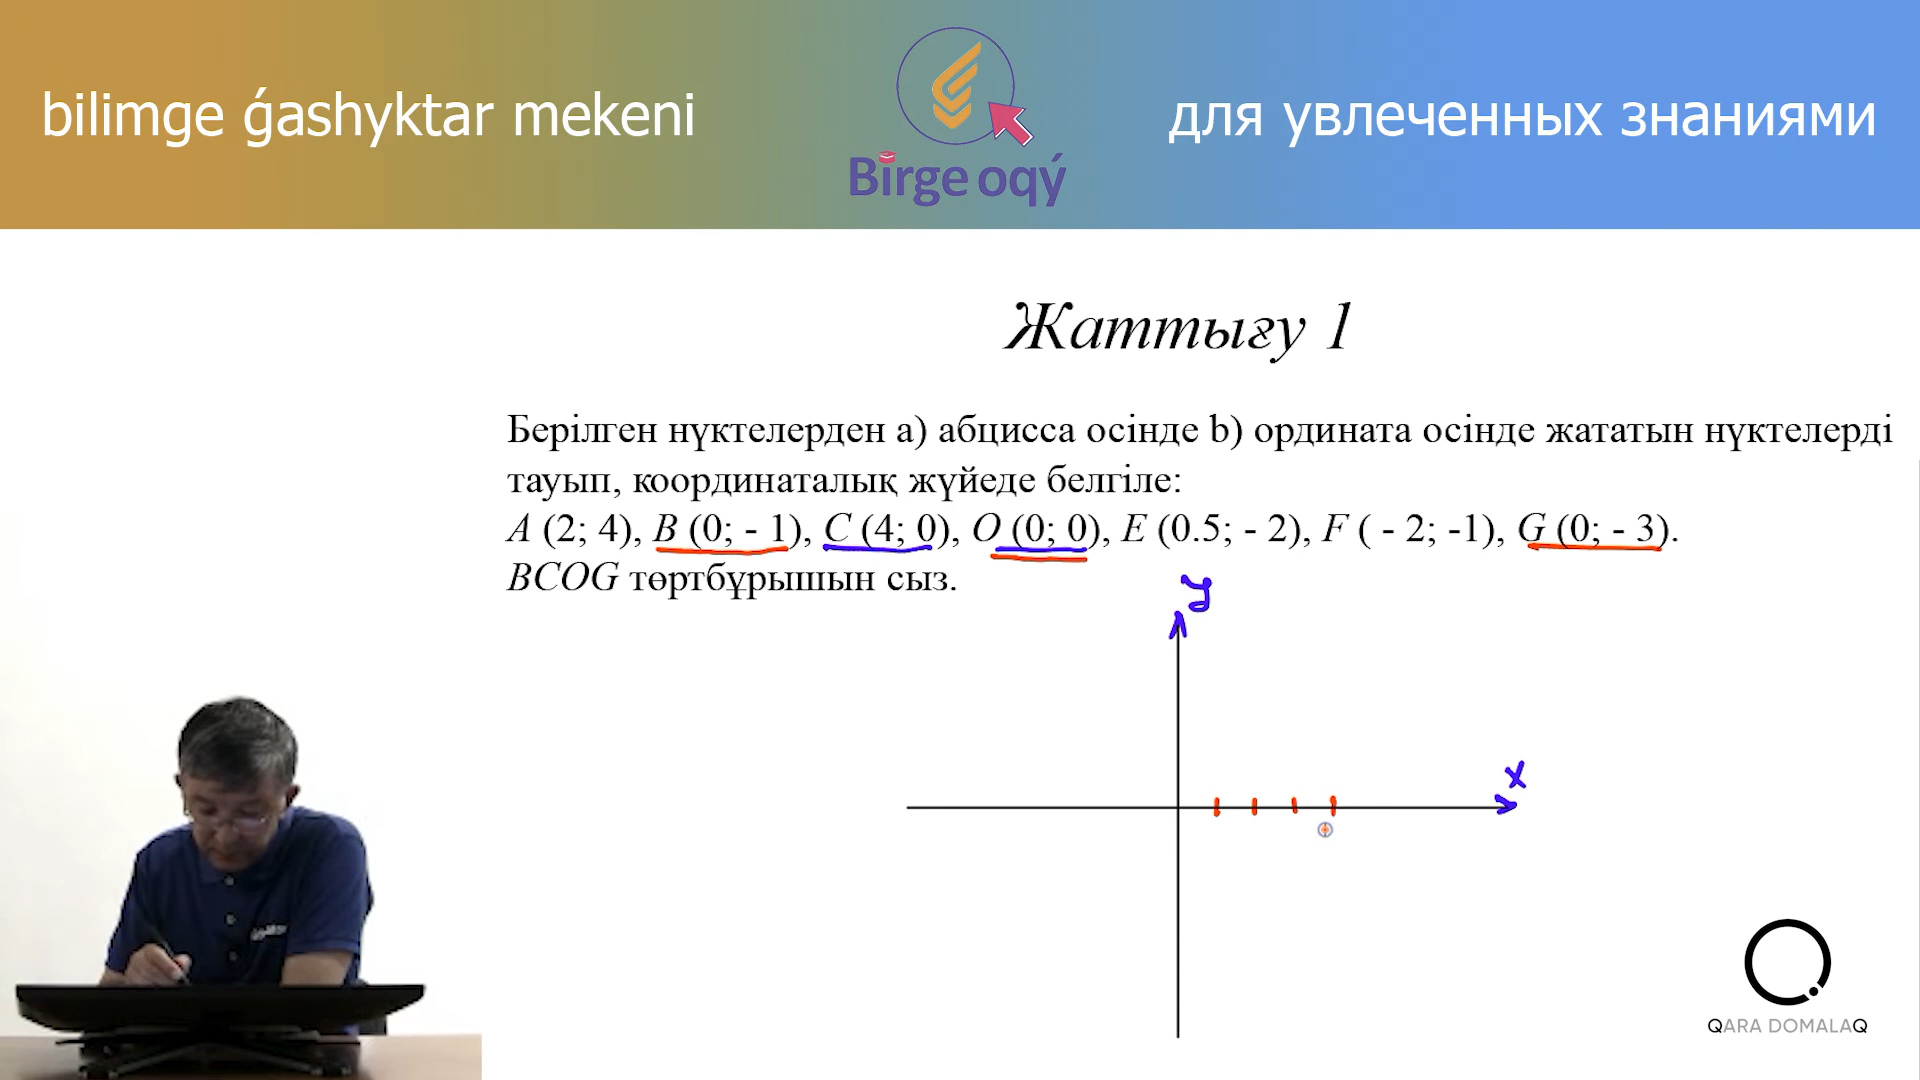 bilimge ǵashyktar mekeni
Birge oqý
для увлеченных знаниями
Жаттығу 1
Берілген нүктелерден a) абцисса осінде b) ордината осінде жататын нүктелерді
тауып, координаталық жүйеде белгіле:
A (2; 4), B (0; - 1), C (4; 0), O (0; 0), E (0.5; - 2), F ( - 2; -1), G (0; - 3).
BCOG төртбұрышын сыз.
y
x
QARA DOMALAQ